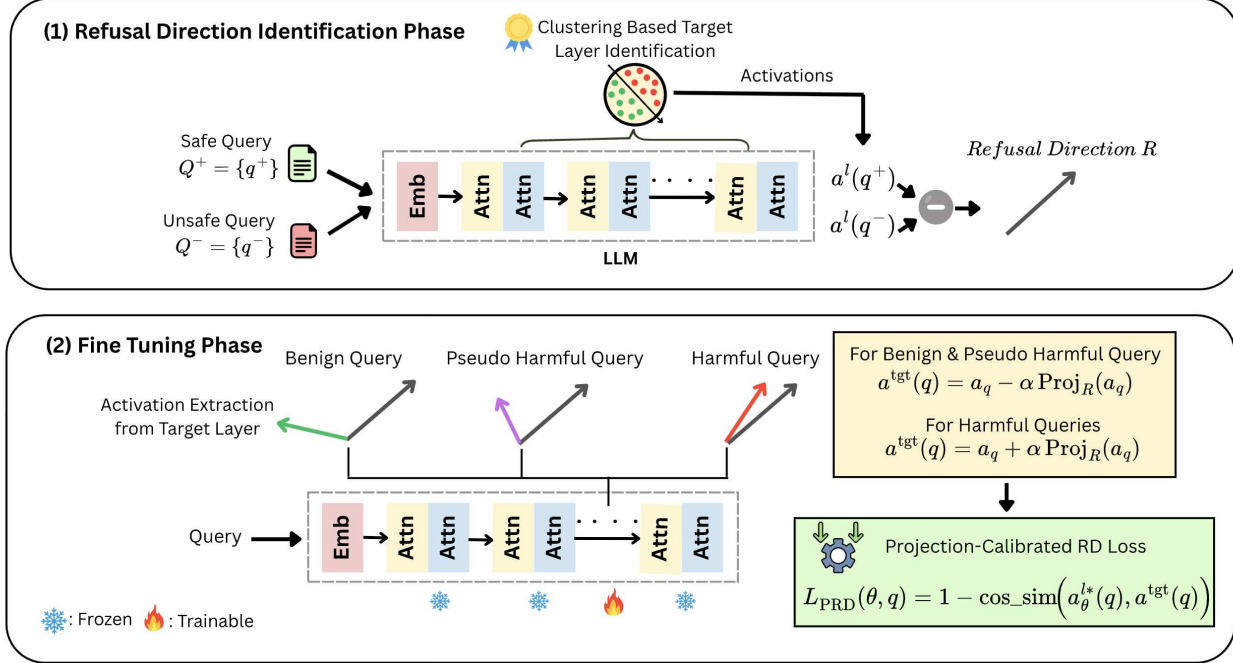 (1) Refusal Direction Identification Phase
Clustering Based Target
Layer Identification
Activations
Safe Query
Q⁺ = {q⁺}
Unsafe Query
Q⁻ = {q⁻}
Emb
Attn
Attn
Attn
Attn
. . . .
Attn
Attn
LLM
aˡ(q⁺)
aˡ(q⁻)
Refusal Direction R
(2) Fine Tuning Phase
Benign Query
Pseudo Harmful Query
Harmful Query
Activation Extraction
from Target Layer
Query
Emb
Attn
Attn
Attn
Attn
. . . .
Attn
Attn
: Frozen
: Trainable
For Benign & Pseudo Harmful Query
a^tgt(q) = a_q − α Proj_R(a_q)
For Harmful Queries
a^tgt(q) = a_q + α Proj_R(a_q)
Projection-Calibrated RD Loss
L_PRD(θ, q) = 1 − cos_sim(a_θ^l*(q), a^tgt(q))